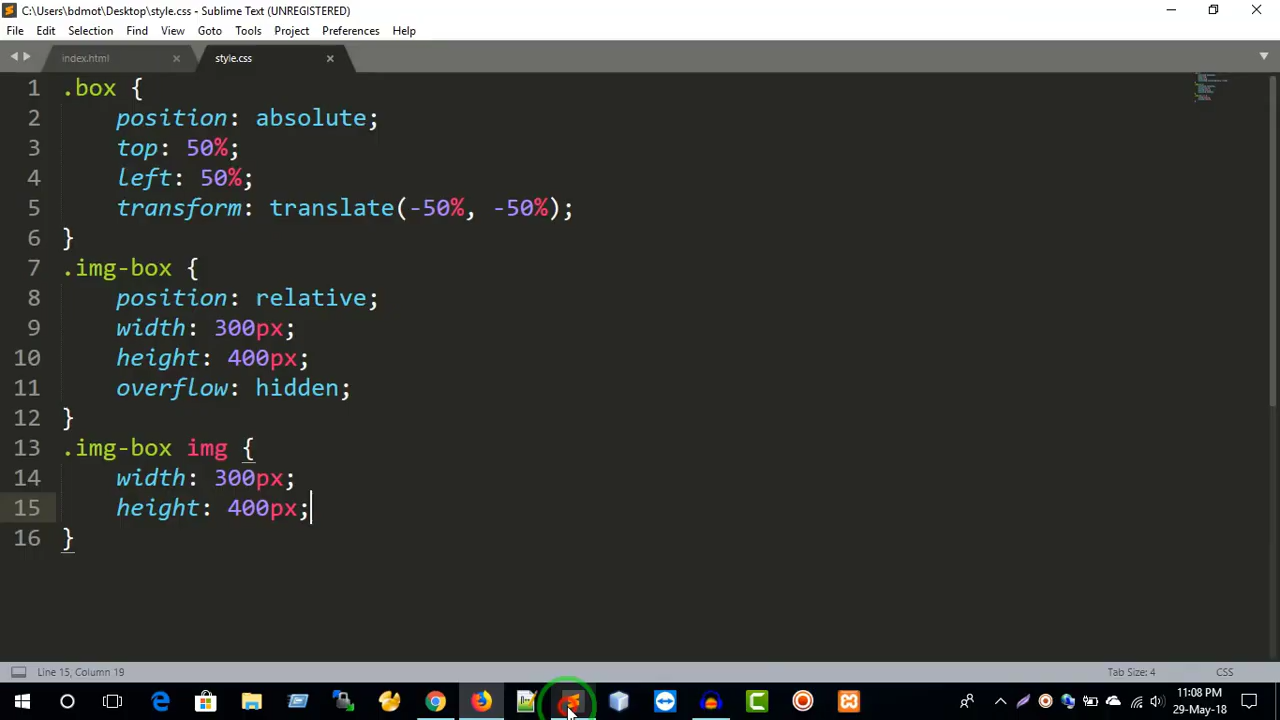 C:\Users\bdmot\Desktop\style.css - Sublime Text (UNREGISTERED)
File Edit Selection Find View Goto Tools Project Preferences Help
index.html style.css
1 .box {
2 position: absolute;
3 top: 50%;
4 left: 50%;
5 transform: translate(-50%, -50%);
6 }
7 .img-box {
8 position: relative;
9 width: 300px;
10 height: 400px;
11 overflow: hidden;
12 }
13 .img-box img {
14 width: 300px;
15 height: 400px;
16 }
Line 15, Column 19 Tab Size: 4 CSS
11:08 PM
29-May-18